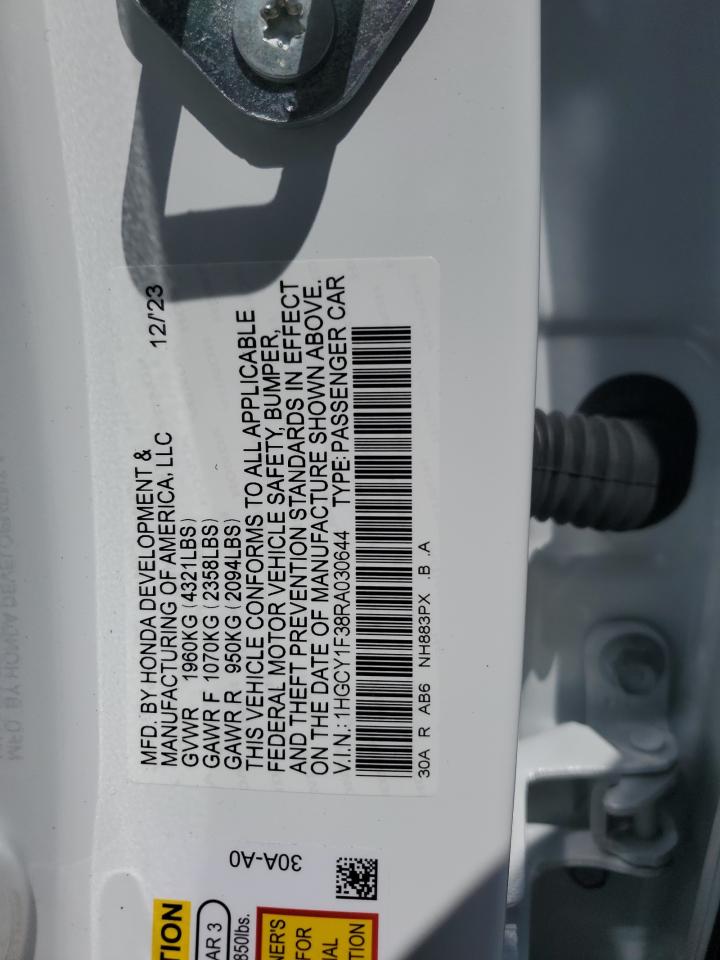 MFD. BY HONDA DEVELOPMENT &
MANUFACTURING OF AMERICA, LLC 12/'23
GVWR 1960KG (4321LBS)
GAWR F 1070KG (2358LBS)
GAWR R 950KG (2094LBS)
THIS VEHICLE CONFORMS TO ALL APPLICABLE
FEDERAL MOTOR VEHICLE SAFETY, BUMPER,
AND THEFT PREVENTION STANDARDS IN EFFECT
ON THE DATE OF MANUFACTURE SHOWN ABOVE.
V.I.N.: 1HGCY1F38RA030644 TYPE: PASSENGER CAR
30A R AB6 NH883PX .B .A
30A-A0
TION
AR 3
850lbs.
NER'S
FOR
IAL
TION